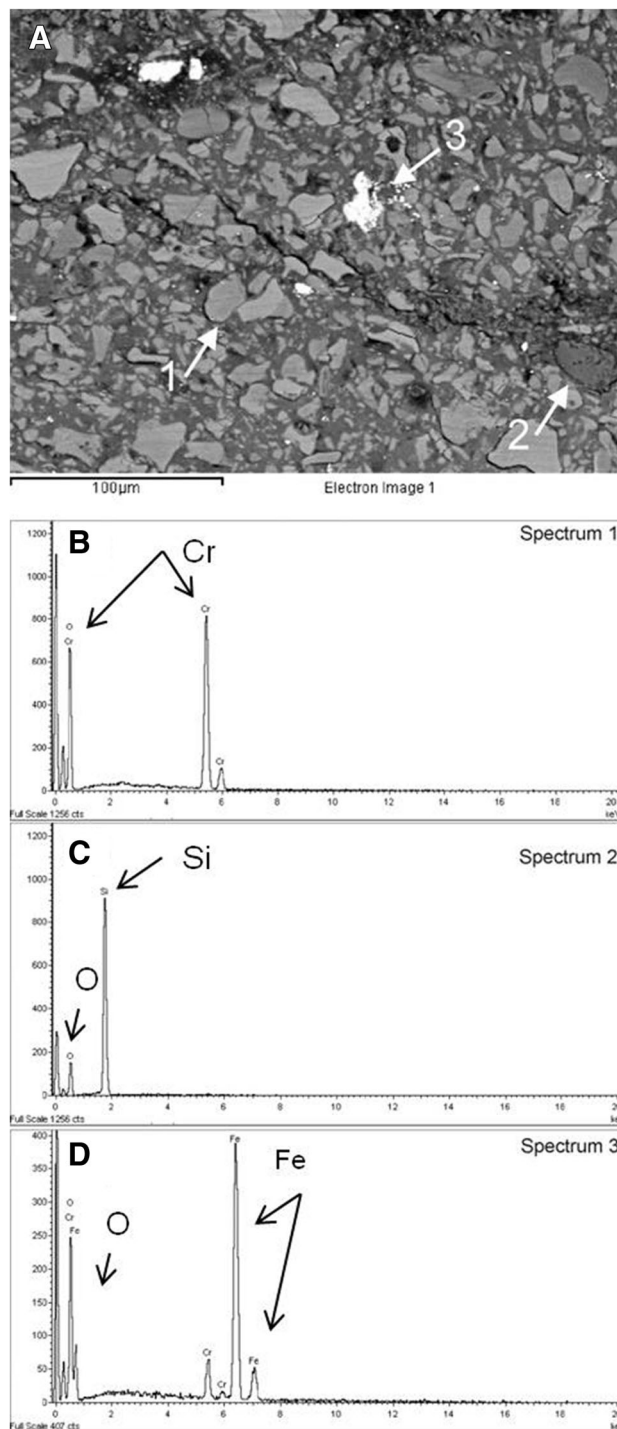 A
3
1
2
100µm Electron Image 1
B Cr Spectrum 1
1200
1000
800
600
400
200
0
O
Cr
Cr
Cr
0 2 4 6 8 10 12 14 16 18 20
Full Scale 1256 cts keV
C Si Spectrum 2
1200
1000
800
600
400
200
0
Si
O
O
0 2 4 6 8 10 12 14 16 18 20
Full Scale 1256 cts
D Fe Spectrum 3
400
350
300
250
200
150
100
50
0
O
Cr
Fe
O
Fe
Cr
Cr
Fe
0 2 4 6 8 10 12 14 16 18 20
Full Scale 407 cts